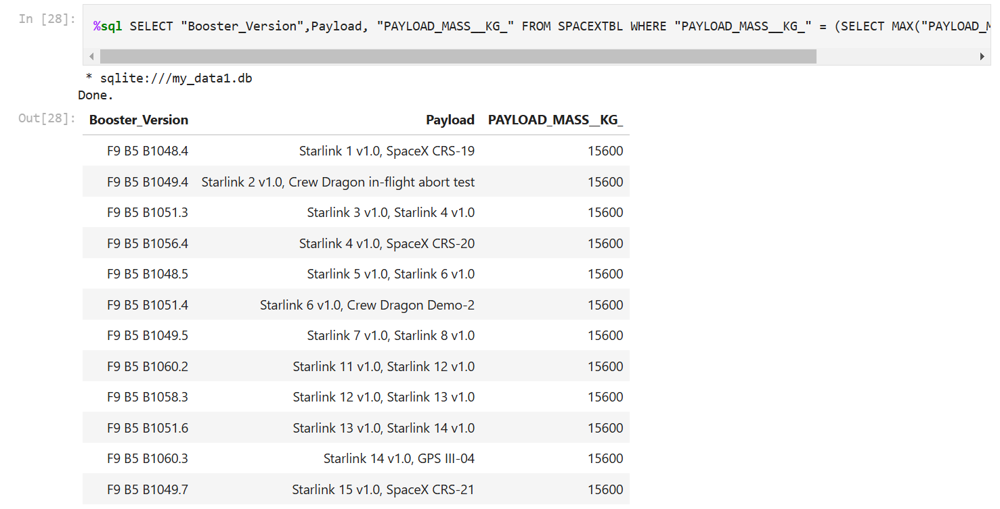 In [28]:
%sql SELECT "Booster_Version",Payload, "PAYLOAD_MASS__KG_" FROM SPACEXTBL WHERE "PAYLOAD_MASS__KG_" = (SELECT MAX("PAYLOAD_M
* sqlite:///my_data1.db
Done.
Out[28]:
Booster_Version Payload PAYLOAD_MASS__KG_
F9 B5 B1048.4 Starlink 1 v1.0, SpaceX CRS-19 15600
F9 B5 B1049.4 Starlink 2 v1.0, Crew Dragon in-flight abort test 15600
F9 B5 B1051.3 Starlink 3 v1.0, Starlink 4 v1.0 15600
F9 B5 B1056.4 Starlink 4 v1.0, SpaceX CRS-20 15600
F9 B5 B1048.5 Starlink 5 v1.0, Starlink 6 v1.0 15600
F9 B5 B1051.4 Starlink 6 v1.0, Crew Dragon Demo-2 15600
F9 B5 B1049.5 Starlink 7 v1.0, Starlink 8 v1.0 15600
F9 B5 B1060.2 Starlink 11 v1.0, Starlink 12 v1.0 15600
F9 B5 B1058.3 Starlink 12 v1.0, Starlink 13 v1.0 15600
F9 B5 B1051.6 Starlink 13 v1.0, Starlink 14 v1.0 15600
F9 B5 B1060.3 Starlink 14 v1.0, GPS III-04 15600
F9 B5 B1049.7 Starlink 15 v1.0, SpaceX CRS-21 15600